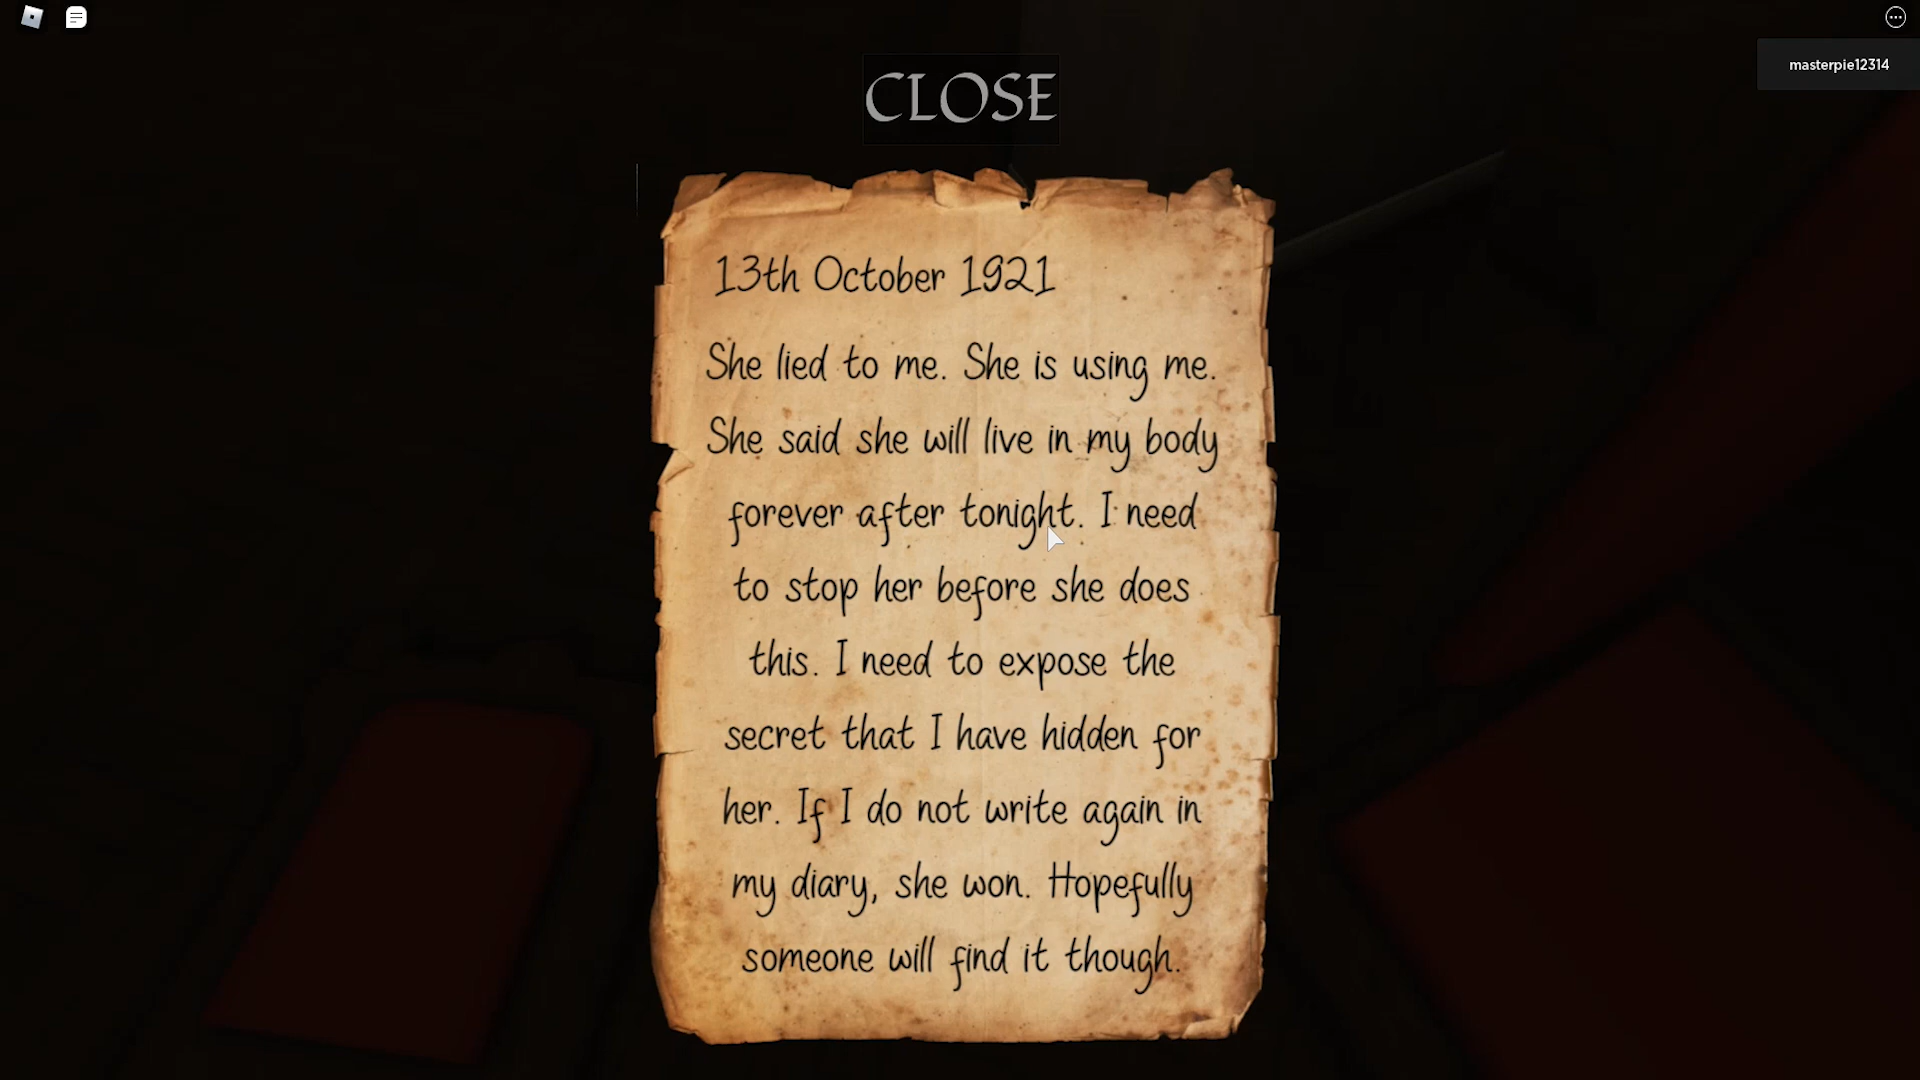 masterpie12314
CLOSE
13th October 1921
She lied to me. She is using me.
She said she will live in my body
forever after tonight. I need
to stop her before she does
this. I need to expose the
secret that I have hidden for
her. If I do not write again in
my diary, she won. Hopefully
someone will find it though.